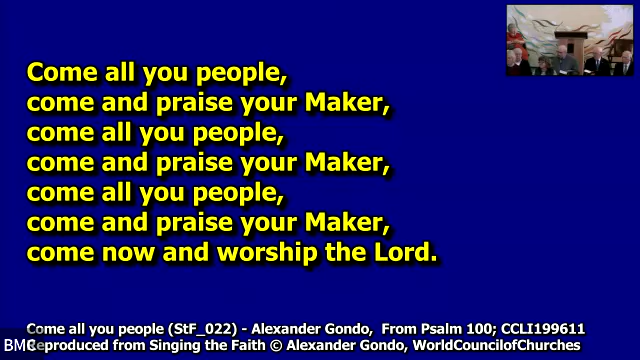 Come all you people,
come and praise your Maker,
come all you people,
come and praise your Maker,
come all you people,
come and praise your Maker,
come now and worship the Lord.
Come all you people (StF_022) - Alexander Gondo, From Psalm 100; CCLI199611
Reproduced from Singing the Faith © Alexander Gondo, WorldCouncilofChurches
BMC